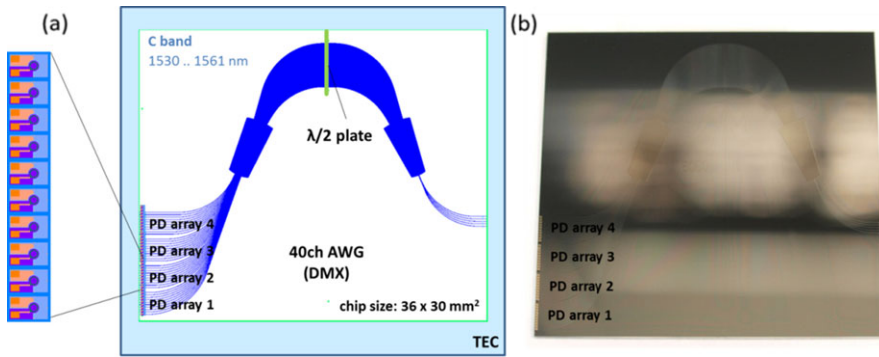 (a)
C band
1530 .. 1561 nm
λ/2 plate
PD array 4
PD array 3
PD array 2
PD array 1
40ch AWG
(DMX)
chip size: 36 x 30 mm²
TEC
(b)
PD array 4
PD array 3
PD array 2
PD array 1